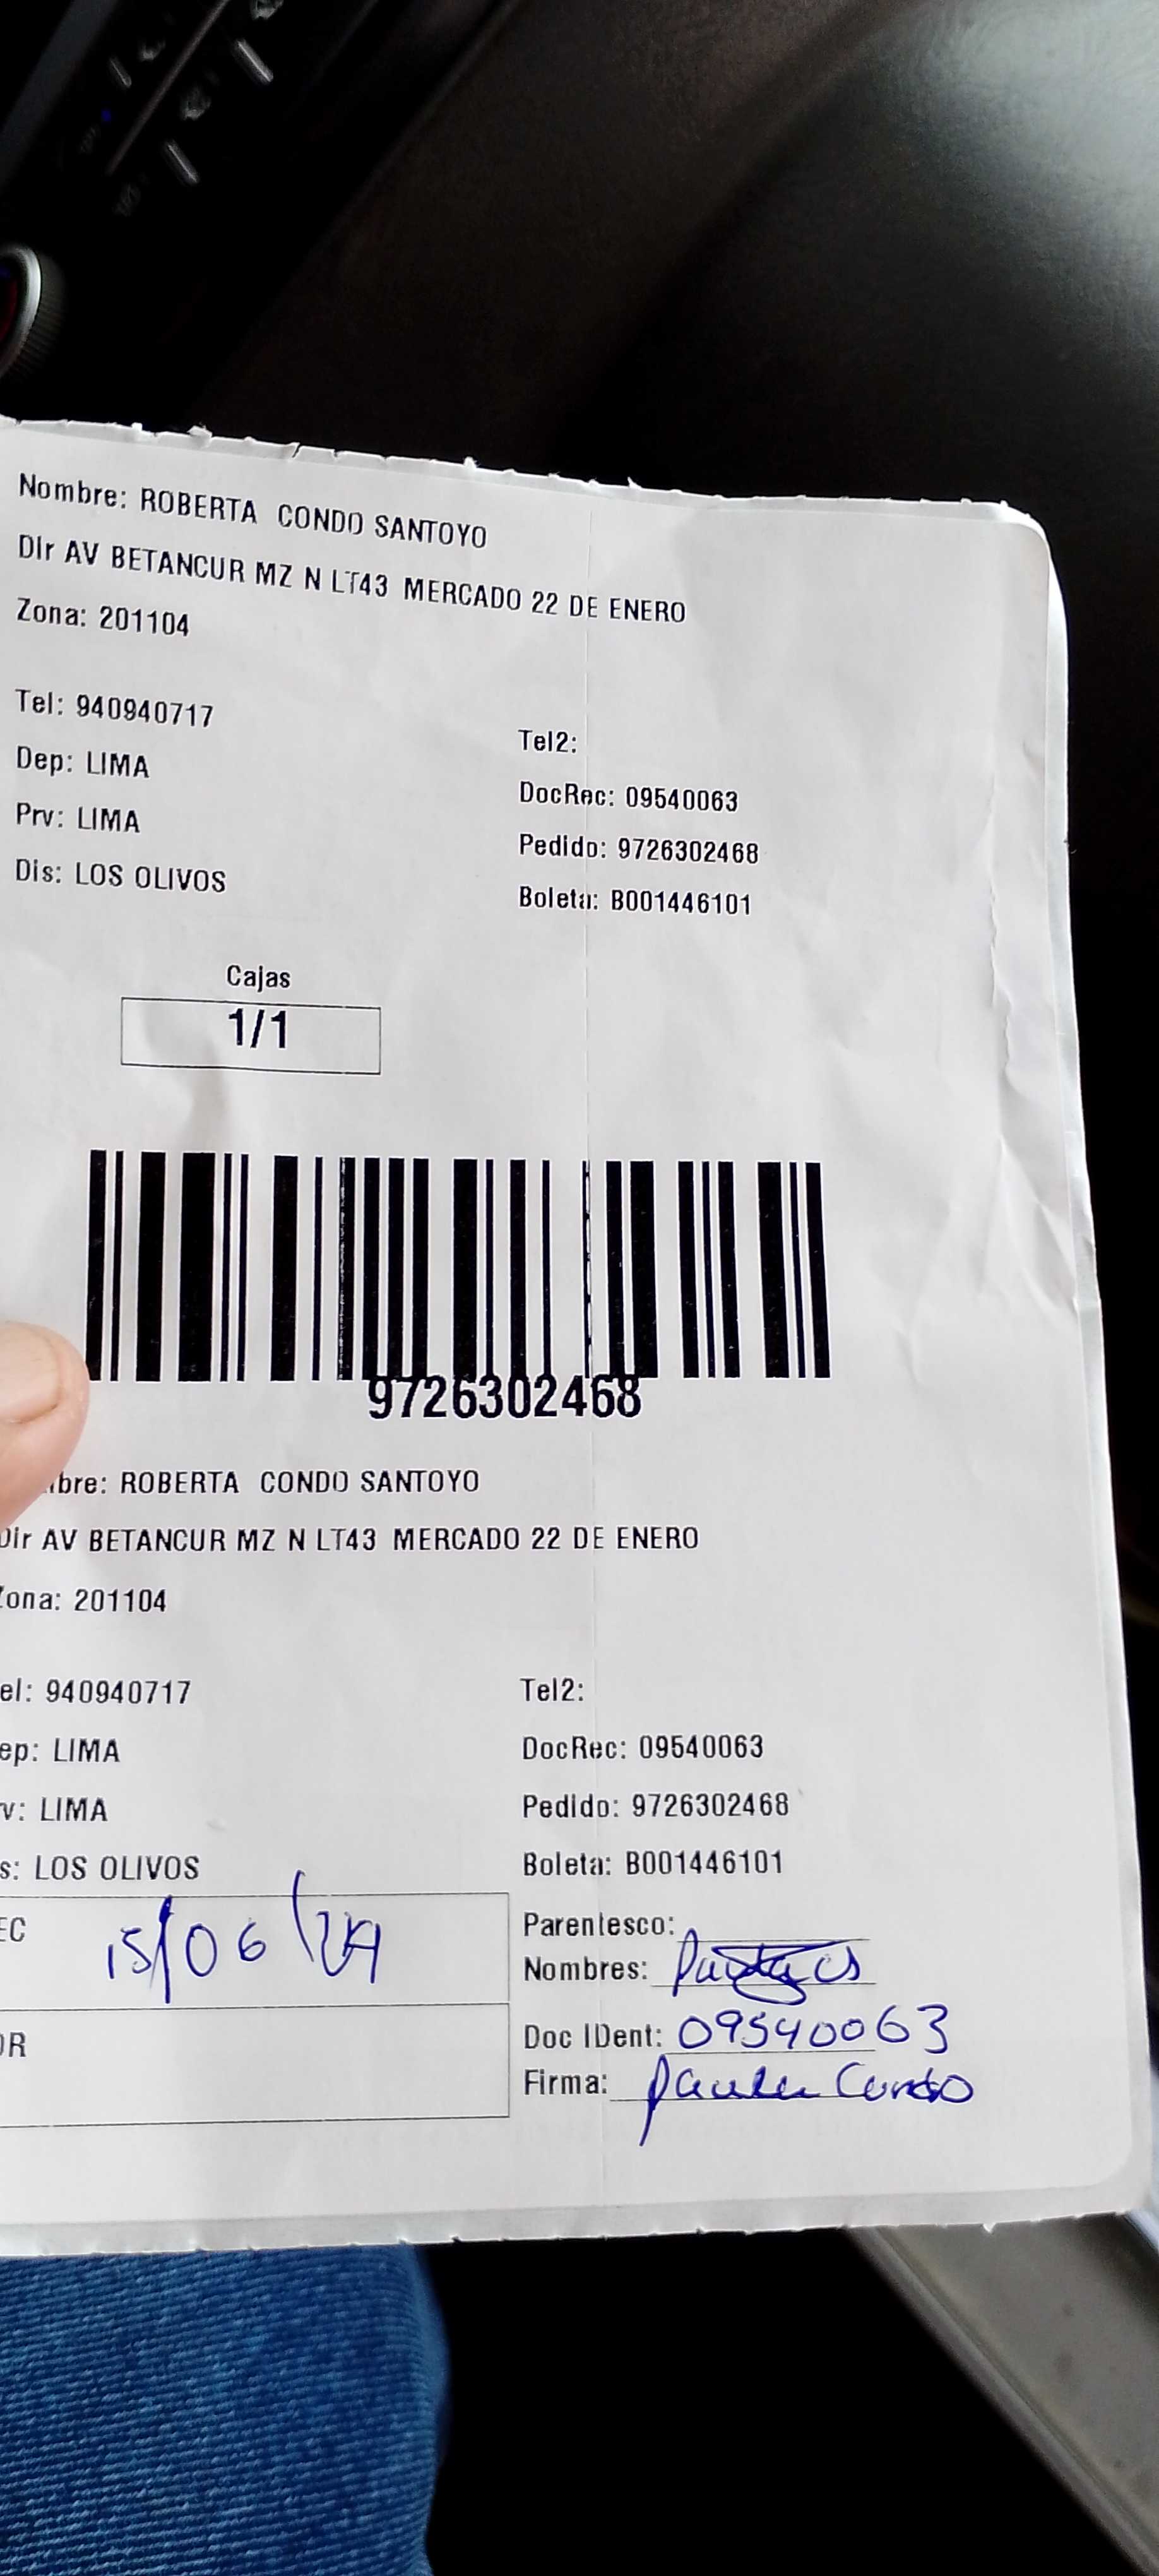 Nombre: ROBERTA CONDO SANTOYO
Dir AV BETANCUR MZ N LT43 MERCADO 22 DE ENERO
Zona: 201104
Tel: 940940717
Tel2:
Dep: LIMA
DocRec: 09540063
Prv: LIMA
Pedido: 9726302468
Dis: LOS OLIVOS
Boleta: B001446101
Cajas
1/1
9726302468
bre: ROBERTA CONDO SANTOYO
Dir AV BETANCUR MZ N LT43 MERCADO 22 DE ENERO
Zona: 201104
el: 940940717
Tel2:
ep: LIMA
DocRec: 09540063
v: LIMA
Pedido: 9726302468
s: LOS OLIVOS
Boleta: B001446101
EC 15/06/24
Parentesco:
Nombres:
OR
Doc IDent: 09540063
Firma: Condo